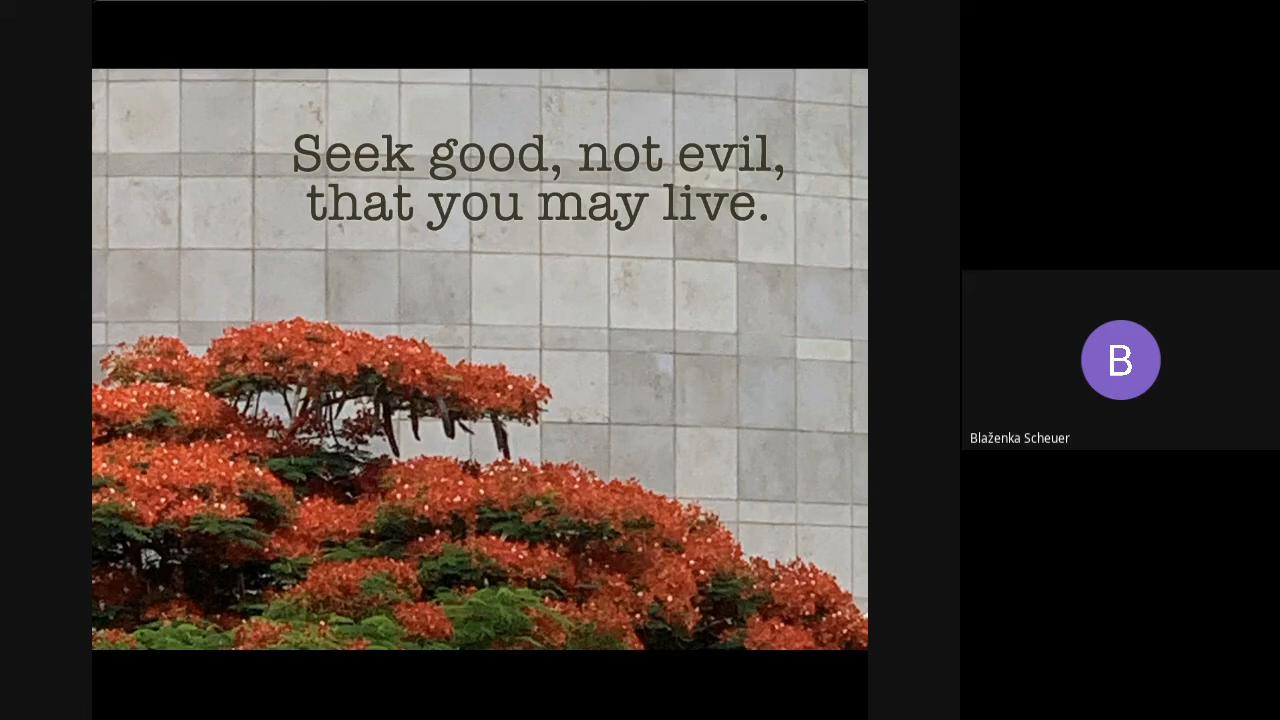 Seek good, not evil,
that you may live.
B
Blaženka Scheuer